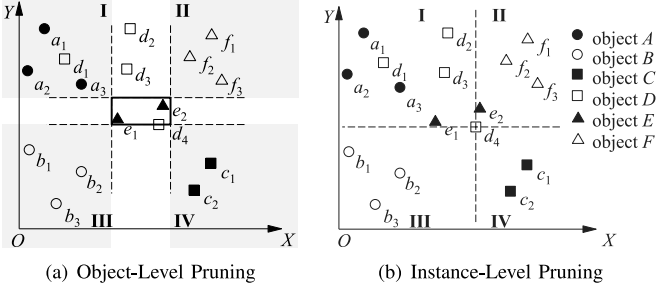 Y
I
II
a1
d2
f1
d1
f2
a2
d3
f3
a3
e2
e1
d4
b1
b2
c1
c2
b3
III
IV
O
X
(a) Object-Level Pruning
Y
I
II
a1
d2
f1
d1
f2
a2
d3
f3
a3
e2
e1
d4
b1
b2
c1
c2
b3
III
IV
O
X
(b) Instance-Level Pruning
object A
object B
object C
object D
object E
object F